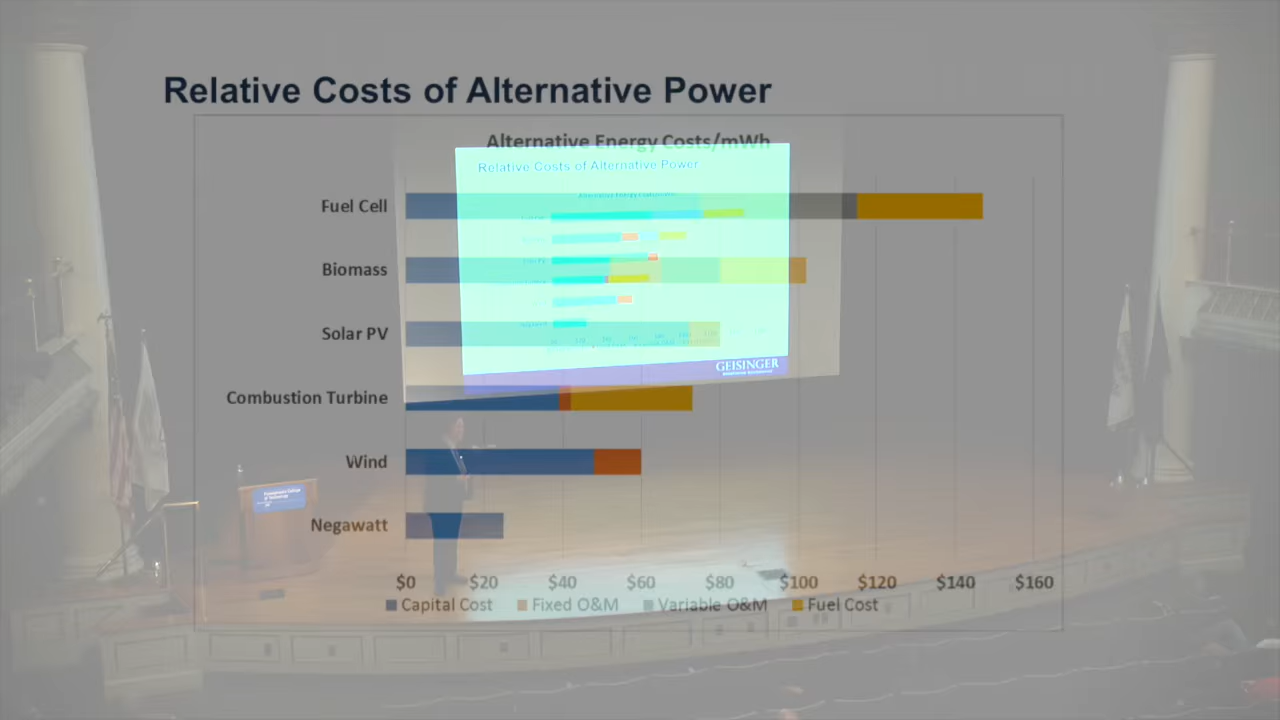 Relative Costs of Alternative Power
Alternative Energy Costs/mWh
Relative Costs of Alternative Power
Fuel Cell
Biomass
Solar PV
Combustion Turbine
Wind
Negawatt
GEISINGER
$0 $20 $40 $60 $80 $100 $120 $140 $160
Capital Cost Fixed O&M Variable O&M Fuel Cost